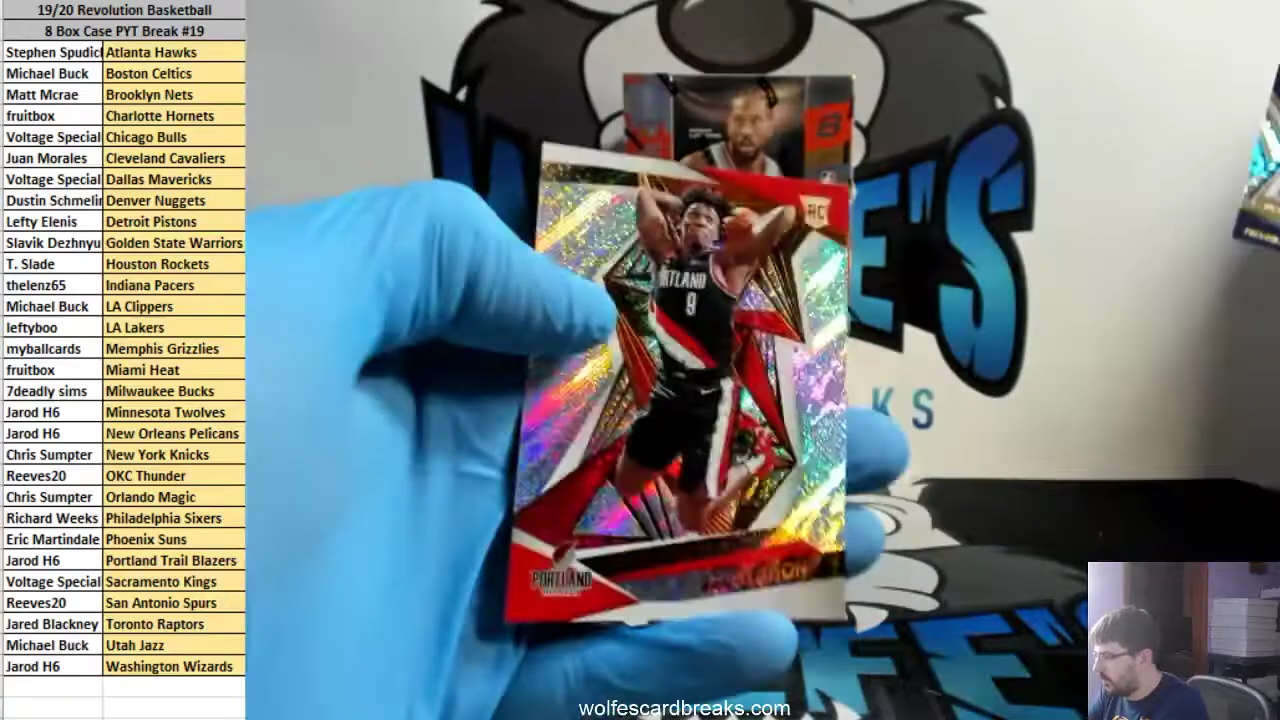 19/20 Revolution Basketball
8 Box Case PYT Break #19
Stephen Spudich Atlanta Hawks
Michael Buck Boston Celtics
Matt Mcrae Brooklyn Nets
fruitbox Charlotte Hornets
Voltage Special Chicago Bulls
Juan Morales Cleveland Cavaliers
Voltage Special Dallas Mavericks
Dustin Schmelin Denver Nuggets
Lefty Elenis Detroit Pistons
Slavik Dezhnyu Golden State Warriors
T. Slade Houston Rockets
thelenz65 Indiana Pacers
Michael Buck LA Clippers
leftyboo LA Lakers
myballcards Memphis Grizzlies
fruitbox Miami Heat
7deadly sims Milwaukee Bucks
Jarod H6 Minnesota Twolves
Jarod H6 New Orleans Pelicans
Chris Sumpter New York Knicks
Reeves20 OKC Thunder
Chris Sumpter Orlando Magic
Richard Weeks Philadelphia Sixers
Eric Martindale Phoenix Suns
Jarod H6 Portland Trail Blazers
Voltage Special Sacramento Kings
Reeves20 San Antonio Spurs
Jared Blackney Toronto Raptors
Michael Buck Utah Jazz
Jarod H6 Washington Wizards
8
RC
9
PORTLAND
E'S
KS
wolfescardbreaks.com